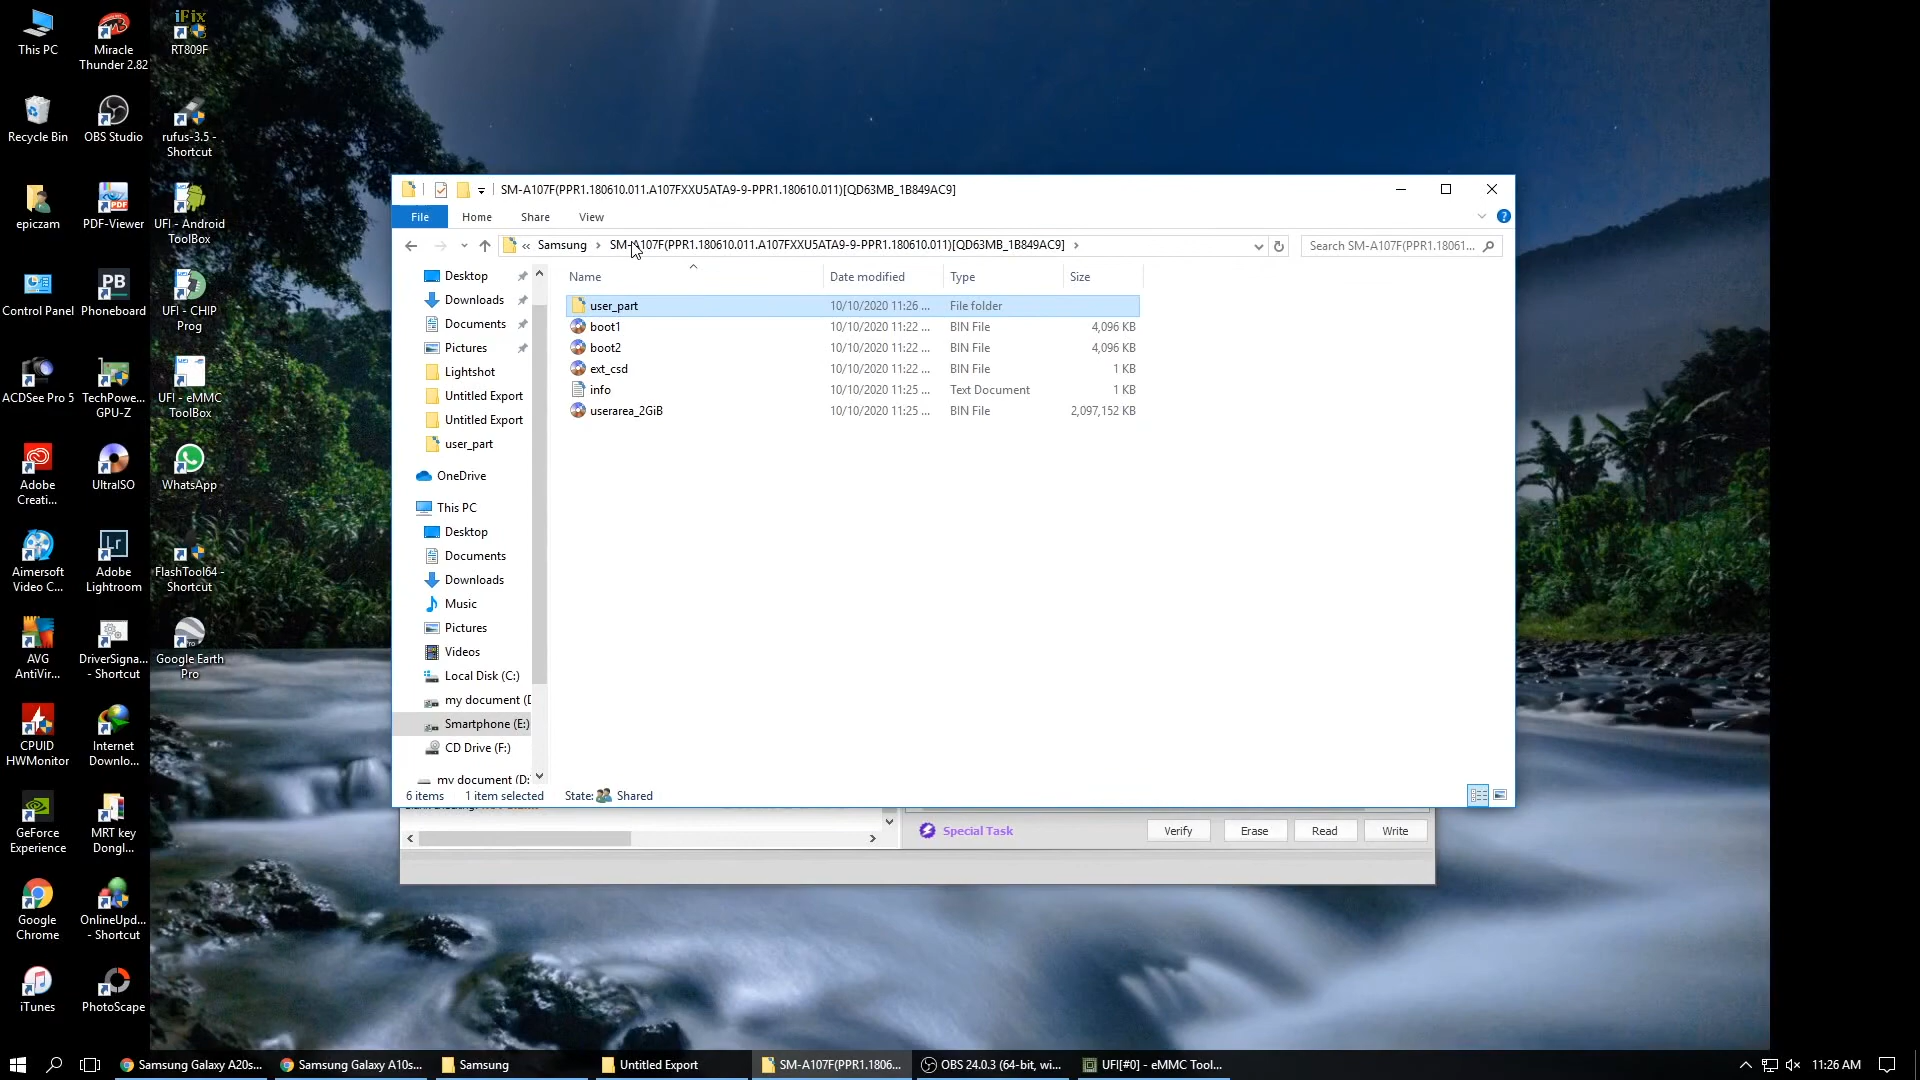 This PC
Miracle
Thunder 2.82
iFix
RT809F
Recycle Bin
OBS Studio
rufus-3.5 -
Shortcut
epiczam
PDF-Viewer
UFI - Android
ToolBox
Control Panel
Phoneboard
UFI - CHIP
Prog
ACDSee Pro 5
TechPowe...
GPU-Z
UFI - eMMC
ToolBox
Adobe
Creati...
UltraISO
WhatsApp
Aimersoft
Video C...
Adobe
Lightroom
FlashTool64 -
Shortcut
AVG
AntiVir...
DriverSigna...
- Shortcut
Google Earth
Pro
CPUID
HWMonitor
Internet
Downlo...
GeForce
Experience
MRT key
Dongl...
Google
Chrome
OnlineUpd...
- Shortcut
iTunes
PhotoScape
SM-A107F(PPR1.180610.011.A107FXXU5ATA9-9-PPR1.180610.011)[QD63MB_1B849AC9]
File
Home
Share
View
« Samsung › SM-A107F(PPR1.180610.011.A107FXXU5ATA9-9-PPR1.180610.011)[QD63MB_1B849AC9] ›
Search SM-A107F(PPR1.18061...
Desktop
Downloads
Documents
Pictures
Lightshot
Untitled Export
Untitled Export
user_part
OneDrive
This PC
Desktop
Documents
Downloads
Music
Pictures
Videos
Local Disk (C:)
my document (D
Smartphone (E:)
CD Drive (F:)
my document (D:
Name Date modified Type Size
user_part 10/10/2020 11:26 ... File folder
boot1 10/10/2020 11:22 ... BIN File 4,096 KB
boot2 10/10/2020 11:22 ... BIN File 4,096 KB
ext_csd 10/10/2020 11:22 ... BIN File 1 KB
info 10/10/2020 11:25 ... Text Document 1 KB
userarea_2GiB 10/10/2020 11:25 ... BIN File 2,097,152 KB
6 items 1 item selected State: Shared
Special Task
Verify
Erase
Read
Write
Samsung Galaxy A20s...
Samsung Galaxy A10s...
Samsung
Untitled Export
SM-A107F(PPR1.1806...
OBS 24.0.3 (64-bit, wi...
UFI[#0] - eMMC Tool...
11:26 AM